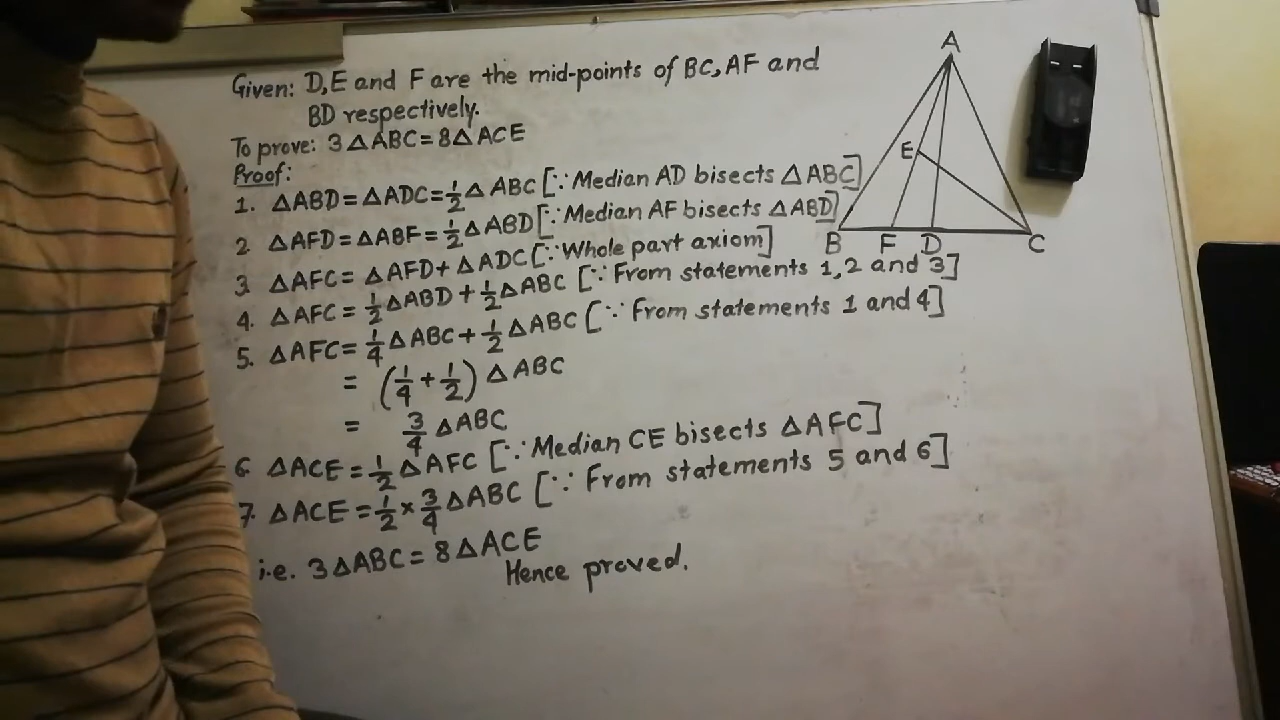 Given: D,E and F are the mid-points of BC, AF and
BD respectively.
To prove: 3△ABC=8△ACE
Proof:
1. △ABD=△ADC=1/2△ABC [∵ Median AD bisects △ABC]
2. △AFD=△ABF=1/2△ABD [∵ Median AF bisects △ABD]
3. △AFC=△AFD+△ADC [∵ Whole part axiom]
4. △AFC=1/2△ABD+1/2△ABC [∵ From statements 1,2 and 3]
5. △AFC=1/4△ABC+1/2△ABC [∵ From statements 1 and 4]
= (1/4+1/2)△ABC
= 3/4△ABC
6. △ACE=1/2△AFC [∵ Median CE bisects △AFC]
7. △ACE=1/2×3/4△ABC [∵ From statements 5 and 6]
i.e. 3△ABC=8△ACE
Hence proved.
A
E
B F D C